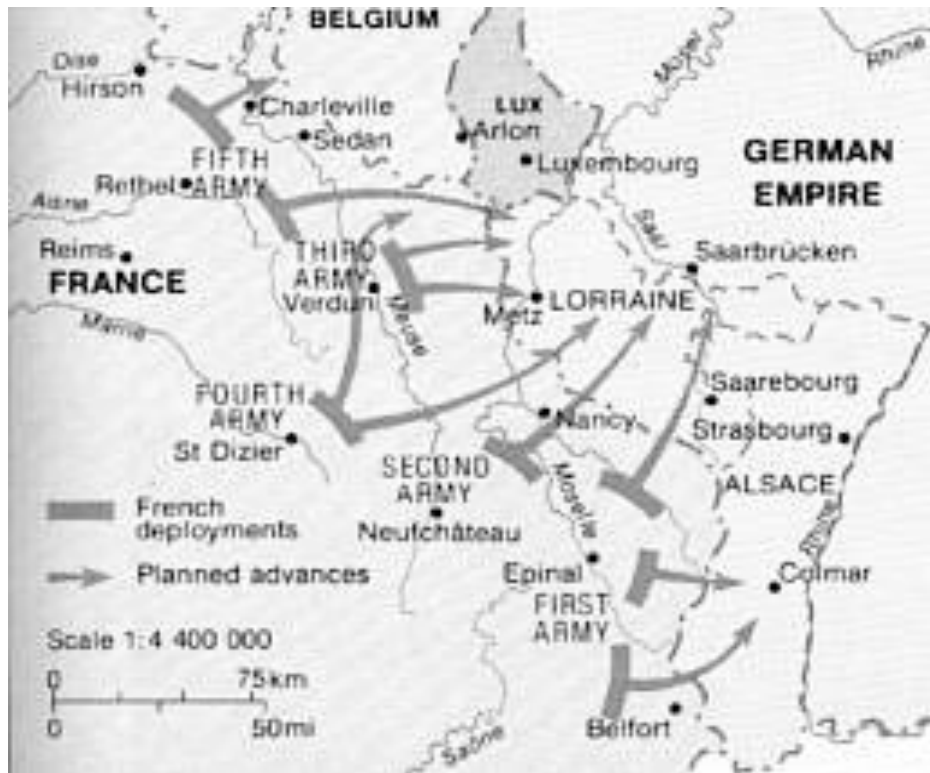 BELGIUM
Oise
Hirson
Charleville
Sedan
LUX
Arlon
Luxembourg
Mosel
Rhine
GERMAN
EMPIRE
FIFTH
ARMY
Rethel
Aisne
Reims
FRANCE
Marne
THIRD
ARMY
Verdun
Meuse
Metz
LORRAINE
Saar
Saarbrücken
FOURTH
ARMY
St Dizier
Nancy
Saarebourg
Strasbourg
SECOND
ARMY
Neufchâteau
Moselle
ALSACE
Rhine
Epinal
FIRST
ARMY
Colmar
Belfort
Saône
French
deployments
Planned advances
Scale 1:4 400 000
0 75km
0 50mi